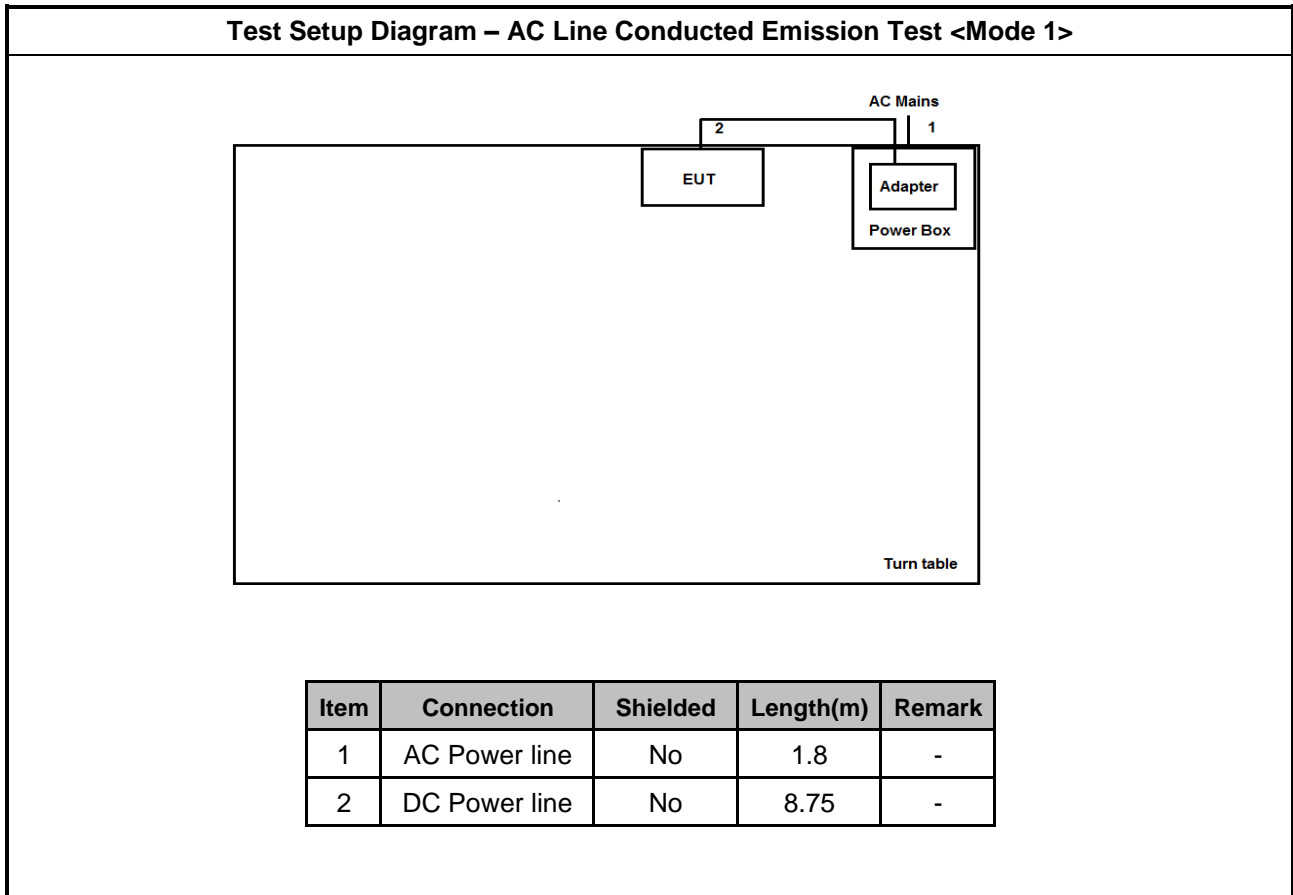 Test Setup Diagram – AC Line Conducted Emission Test <Mode 1>
AC Mains
2
1
EUT
Adapter
Power Box
Turn table
Item Connection Shielded Length(m) Remark
1 AC Power line No 1.8 -
2 DC Power line No 8.75 -